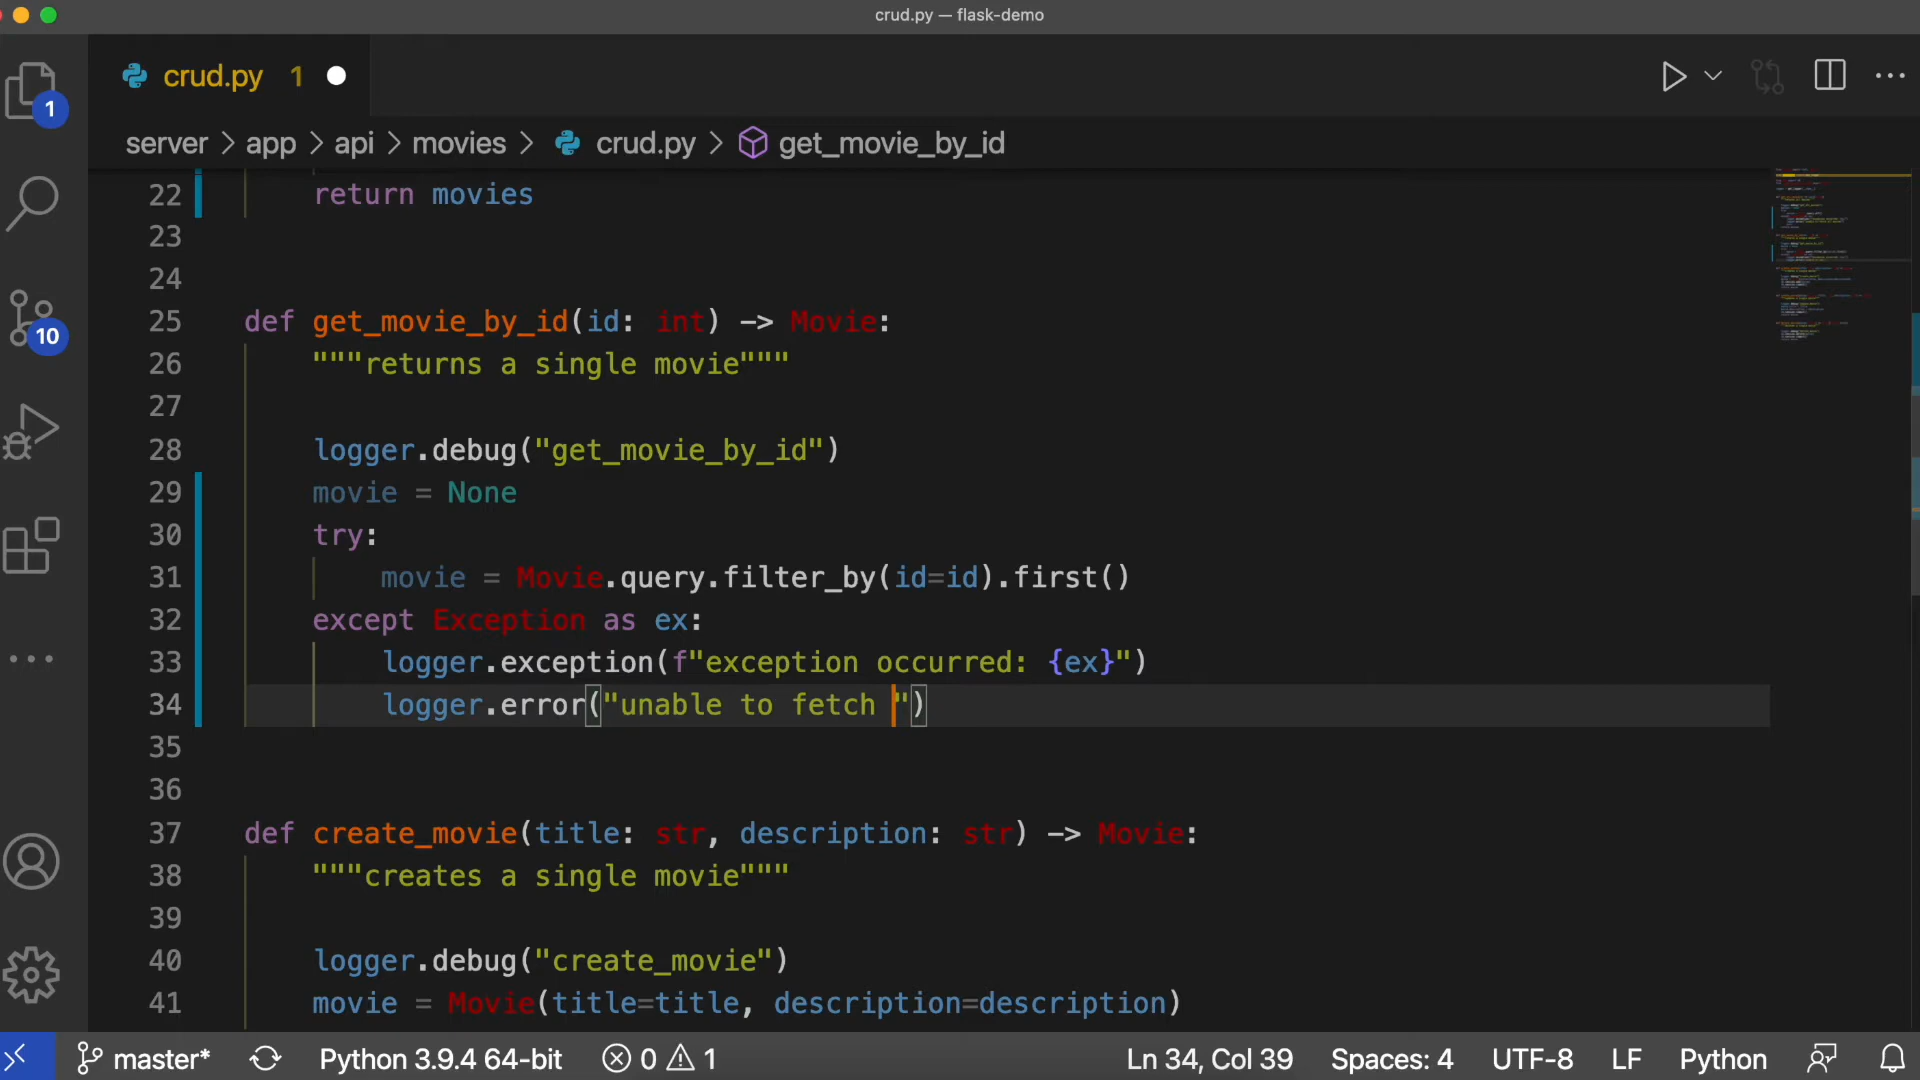 crud.py — flask-demo
crud.py 1
1
server > app > api > movies > crud.py > get_movie_by_id
22 return movies
23
24
25 def get_movie_by_id(id: int) -> Movie:
26 """returns a single movie"""
27
28 logger.debug("get_movie_by_id")
29 movie = None
30 try:
31 movie = Movie.query.filter_by(id=id).first()
32 except Exception as ex:
33 logger.exception(f"exception occurred: {ex}")
34 logger.error("unable to fetch ")
35
36
37 def create_movie(title: str, description: str) -> Movie:
38 """creates a single movie"""
39
40 logger.debug("create_movie")
41 movie = Movie(title=title, description=description)
10
master* Python 3.9.4 64-bit 0 1 Ln 34, Col 39 Spaces: 4 UTF-8 LF Python